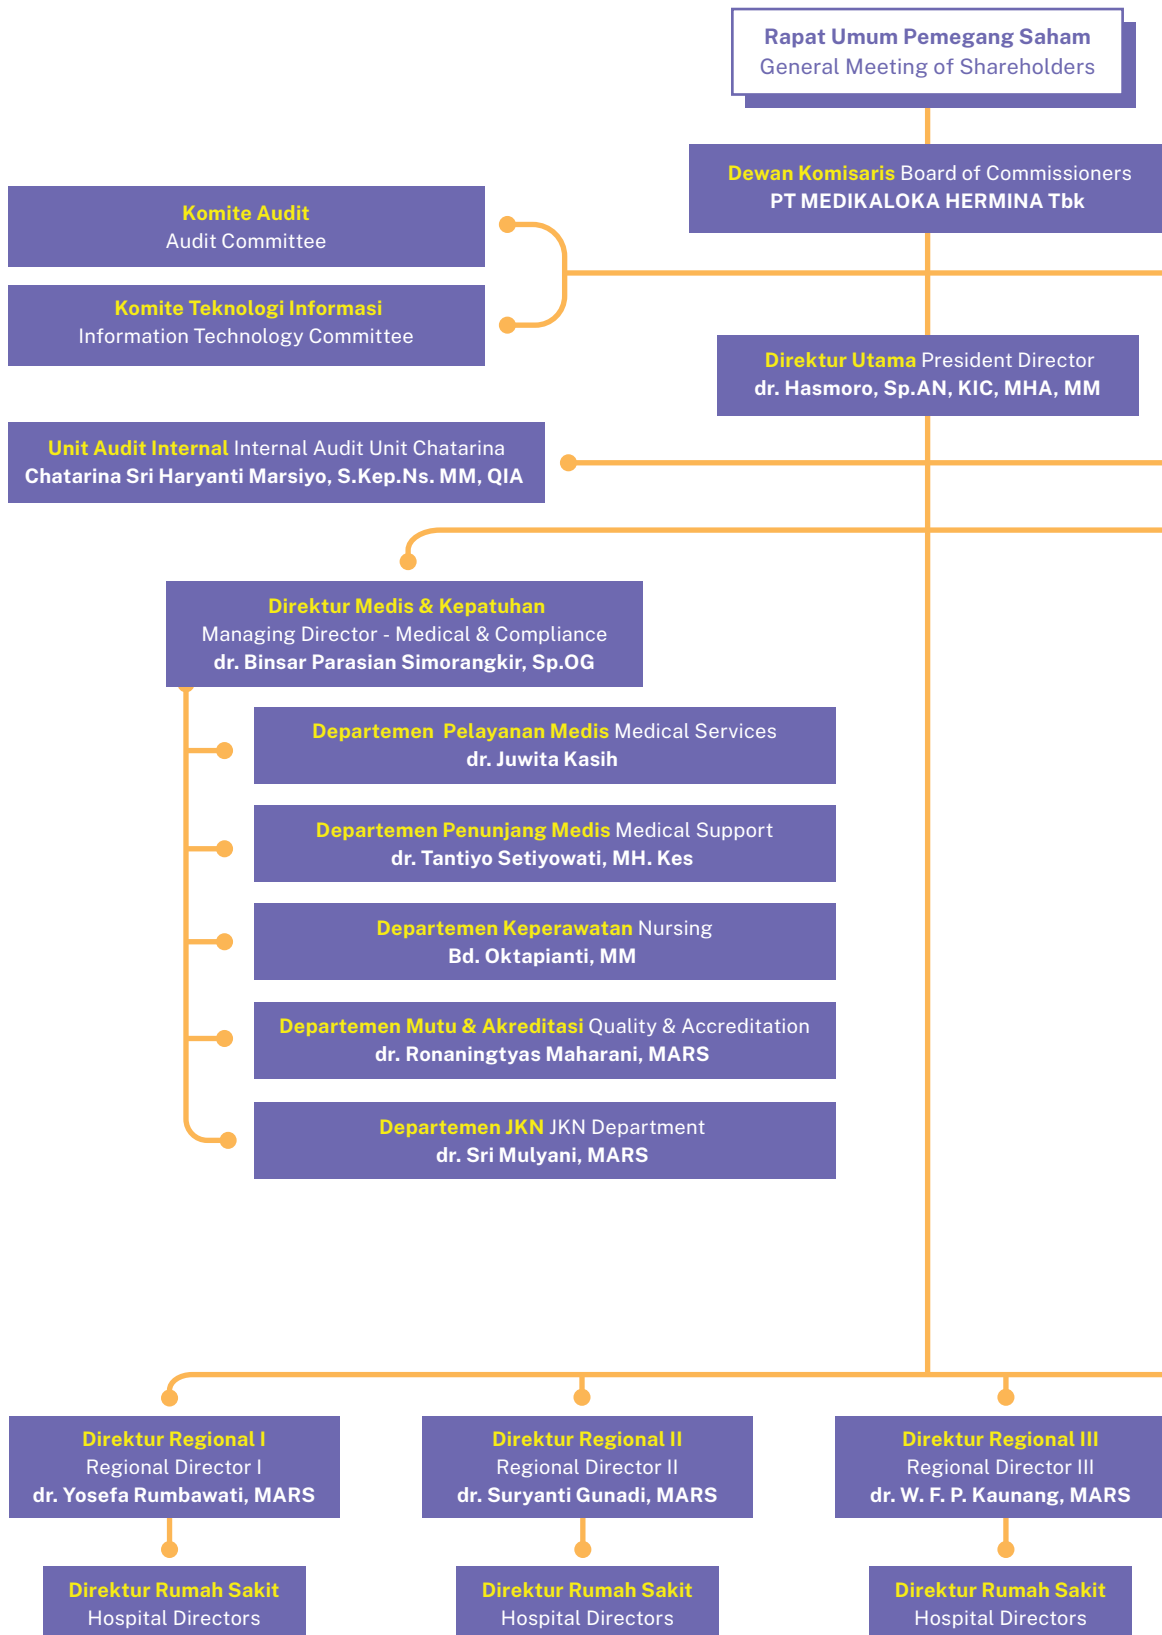 Rapat Umum Pemegang Saham
General Meeting of Shareholders
Dewan Komisaris Board of Commissioners
PT MEDIKALOKA HERMINA Tbk
Komite Audit
Audit Committee
Komite Teknologi Informasi
Information Technology Committee
Direktur Utama President Director
dr. Hasmoro, Sp.AN, KIC, MHA, MM
Unit Audit Internal Internal Audit Unit Chatarina
Chatarina Sri Haryanti Marsiyo, S.Kep.Ns. MM, QIA
Direktur Medis & Kepatuhan
Managing Director - Medical & Compliance
dr. Binsar Parasian Simorangkir, Sp.OG
Departemen Pelayanan Medis Medical Services
dr. Juwita Kasih
Departemen Penunjang Medis Medical Support
dr. Tantiyo Setiyowati, MH. Kes
Departemen Keperawatan Nursing
Bd. Oktapianti, MM
Departemen Mutu & Akreditasi Quality & Accreditation
dr. Ronaningtyas Maharani, MARS
Departemen JKN JKN Department
dr. Sri Mulyani, MARS
Direktur Regional I
Regional Director I
dr. Yosefa Rumbawati, MARS
Direktur Rumah Sakit
Hospital Directors
Direktur Regional II
Regional Director II
dr. Suryanti Gunadi, MARS
Direktur Rumah Sakit
Hospital Directors
Direktur Regional III
Regional Director III
dr. W. F. P. Kaunang, MARS
Direktur Rumah Sakit
Hospital Directors